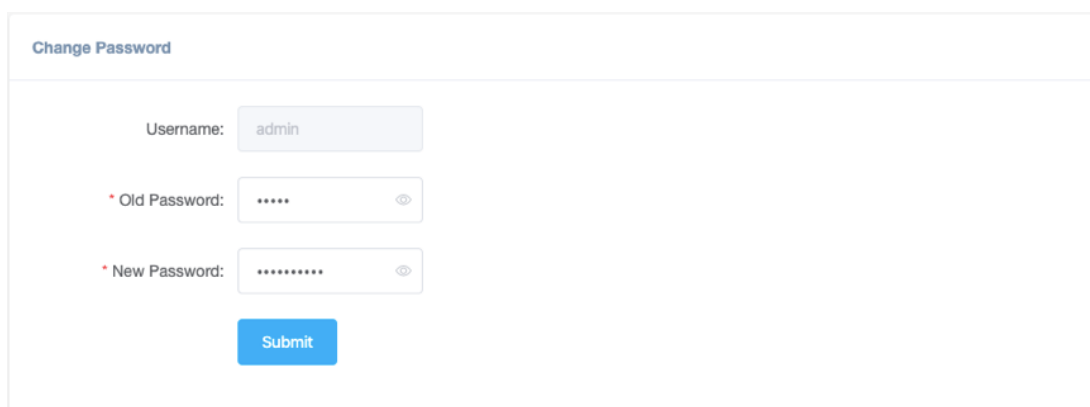 Change Password
Username: admin
* Old Password: •••••
* New Password: ••••••••••
Submit